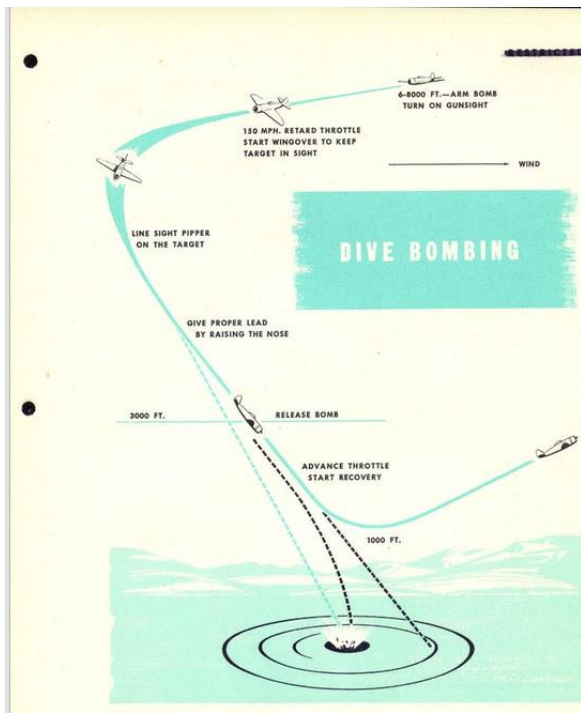 RESTRICTED
6-8000 FT.—ARM BOMB
TURN ON GUNSIGHT
150 MPH. RETARD THROTTLE
START WINGOVER TO KEEP
TARGET IN SIGHT
WIND
DIVE BOMBING
LINE SIGHT PIPPER
ON THE TARGET
GIVE PROPER LEAD
BY RAISING THE NOSE
3000 FT.
RELEASE BOMB
ADVANCE THROTTLE
START RECOVERY
1000 FT.